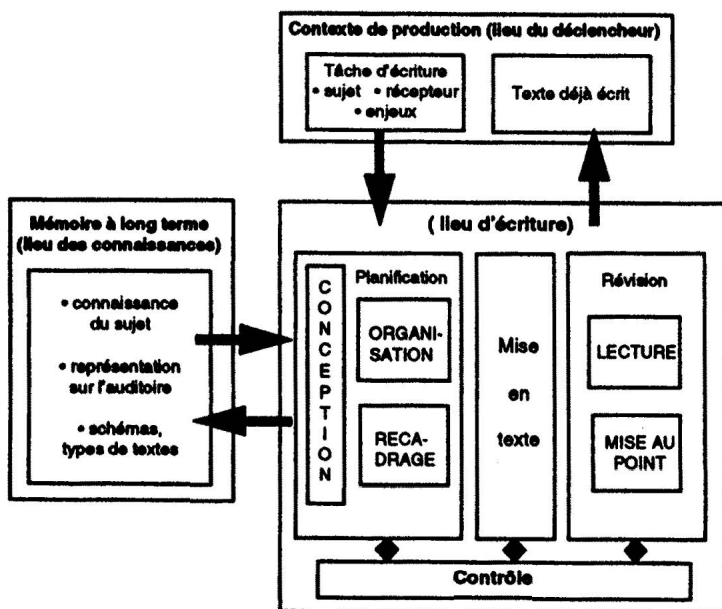 Contexte de production (lieu du déclencheur)
Tâche d'écriture
• sujet • récepteur
• enjeux
Texte déjà écrit
Mémoire à long terme
(lieu des connaissances)
• connaissance
du sujet
• représentation
sur l'auditoire
• schémas,
types de textes
( lieu d'écriture)
CONCEPTION
Planification
ORGANI-
SATION
RECA-
DRAGE
Mise
en
texte
Révision
LECTURE
MISE AU
POINT
Contrôle